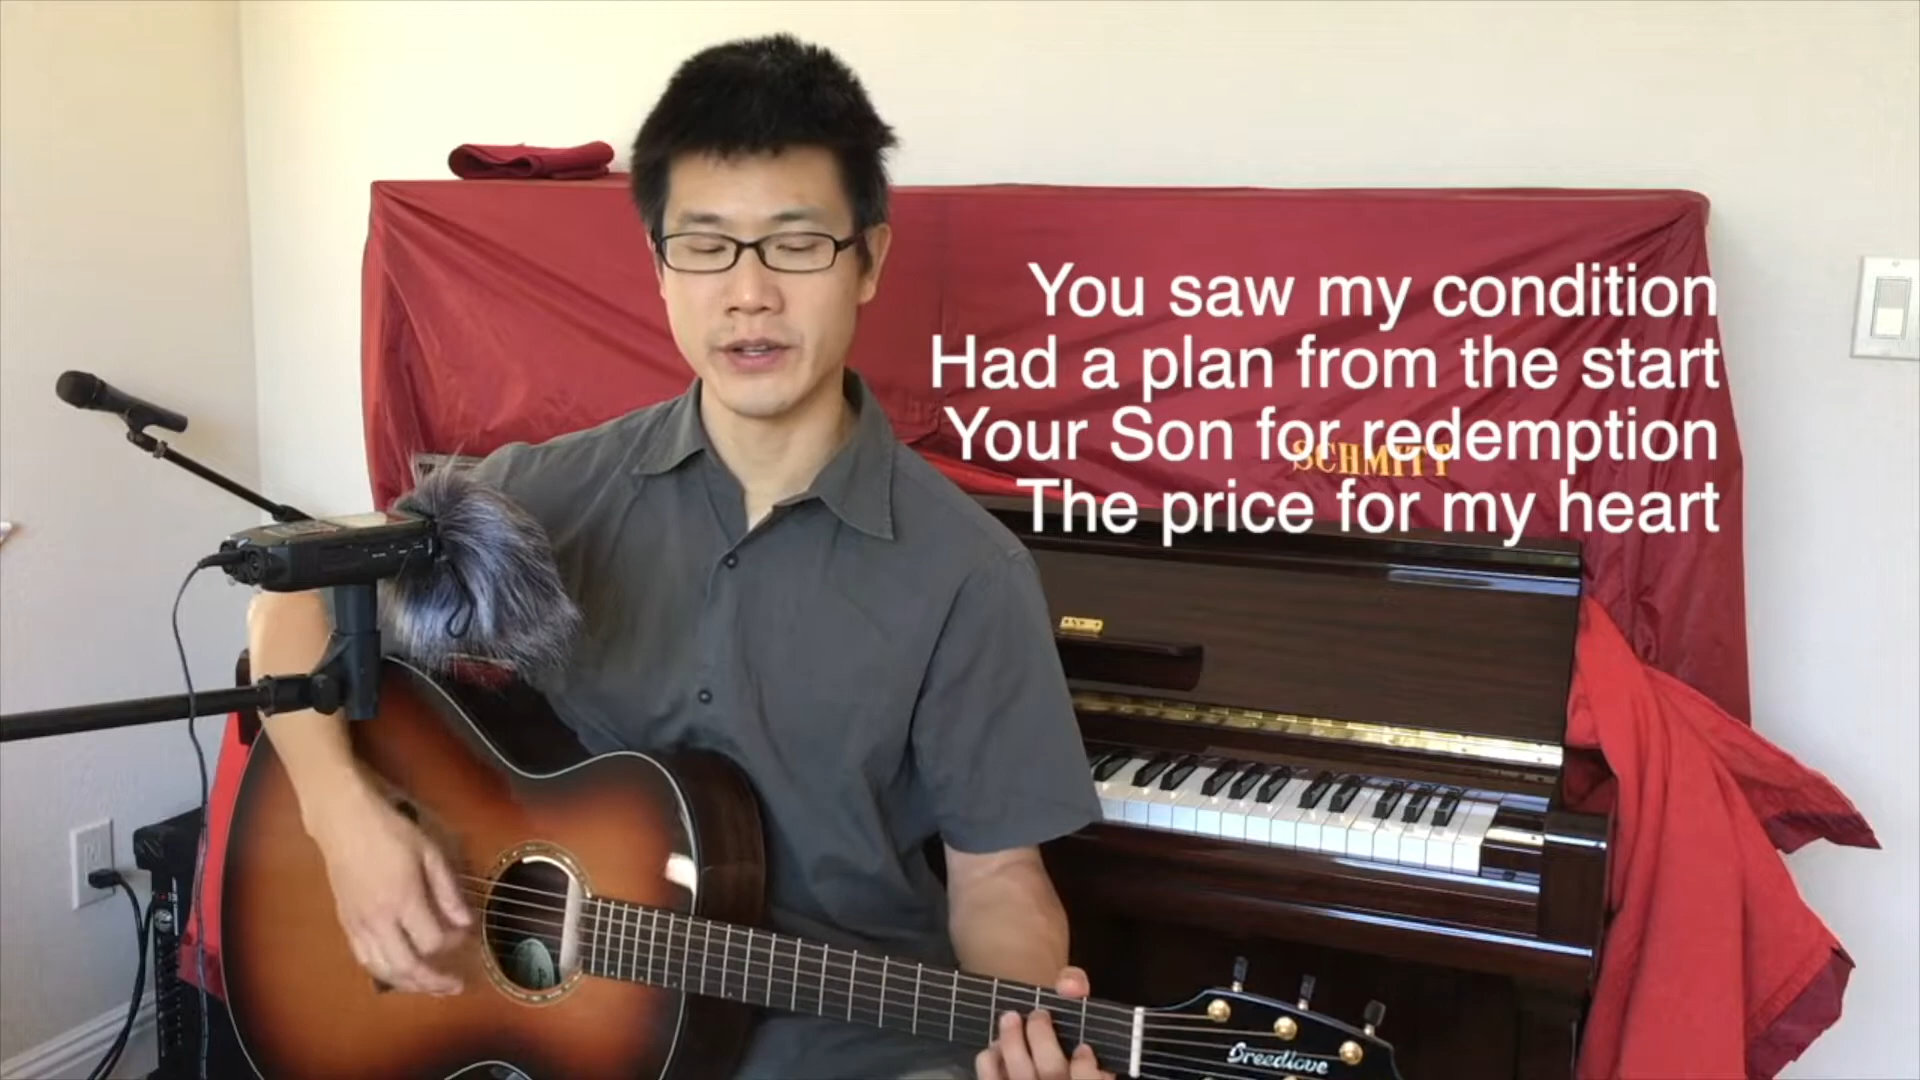 You saw my condition
Had a plan from the start
Your Son for redemption
SCHMITT
The price for my heart
Breedlove